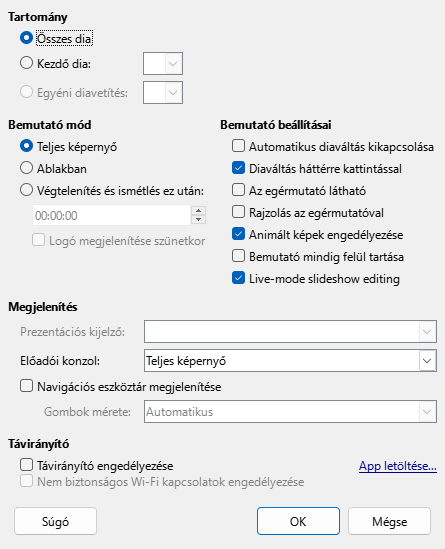 Tartomány
Összes dia
Kezdő dia:
Egyéni diavetítés:
Bemutató mód
Teljes képernyő
Ablakban
Végtelenítés és ismétlés ez után:
00:00:00
Logó megjelenítése szünetkor
Bemutató beállításai
Automatikus diaváltás kikapcsolása
Diaváltás háttérre kattintással
Az egérmutató látható
Rajzolás az egérmutatóval
Animált képek engedélyezése
Bemutató mindig felül tartása
Live-mode slideshow editing
Megjelenítés
Prezentációs kijelző:
Előadói konzol: Teljes képernyő
Navigációs eszköztár megjelenítése
Gombok mérete: Automatikus
Távirányító
Távirányító engedélyezése App letöltése...
Nem biztonságos Wi-Fi kapcsolatok engedélyezése
Súgó OK Mégse